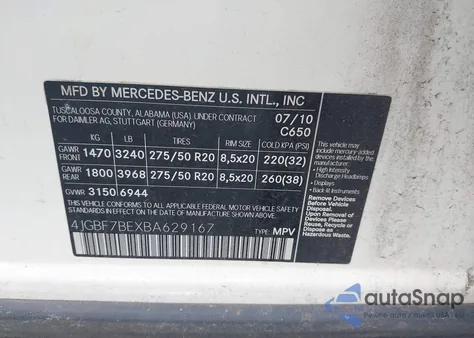 MFD BY MERCEDES-BENZ U.S. INTL., INC
TUSCALOOSA COUNTY, ALABAMA (USA) UNDER CONTRACT
FOR DAIMLER AG, STUTTGART (GERMANY)
07/10
C650
KG LB TIRES RIM SIZE COLD KPA (PSI)
GAWR FRONT 1470 3240 275/50 R20 8,5x20 220(32)
GAWR REAR 1800 3968 275/50 R20 8,5x20 260(38)
GVWR 3150 6944
THIS VEHICLE CONFORMS TO ALL APPLICABLE FEDERAL MOTOR VEHICLE
SAFETY STANDARDS IN EFFECT ON THE DATE OF MANUFACTURE SHOWN ABOVE.
4JGBF7BEXBA629167
TYPE: MPV
This vehicle may include
mercury-added devices
installed by the
manufacturer:
• High Intensity
Discharge Headlamps
• Back lit Instruments
Remove Devices
Before Vehicle Disposal
Upon Removal of Devices
Please Reuse, Recycle
or Dispose as
Hazardous Waste.
autoSnap